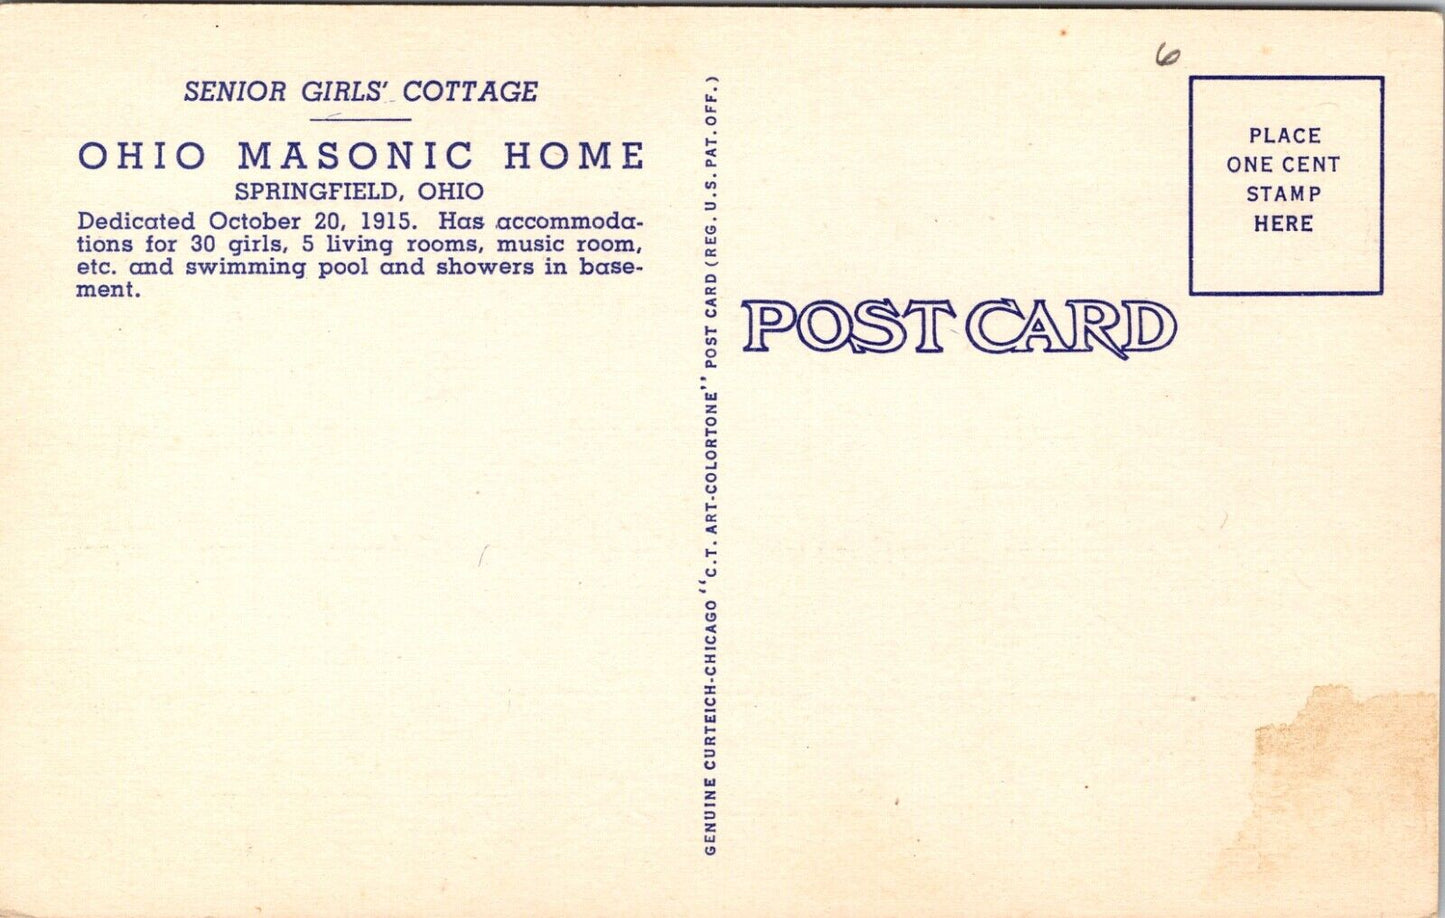 SENIOR GIRLS' COTTAGE
OHIO MASONIC HOME
SPRINGFIELD, OHIO
Dedicated October 20, 1915. Has accommoda-
tions for 30 girls, 5 living rooms, music room,
etc. and swimming pool and showers in base-
ment.
GENUINE CURTEICH-CHICAGO "C.T. ART-COLORTONE" POST CARD (REG. U.S. PAT. OFF.)
6
PLACE
ONE CENT
STAMP
HERE
POST CARD